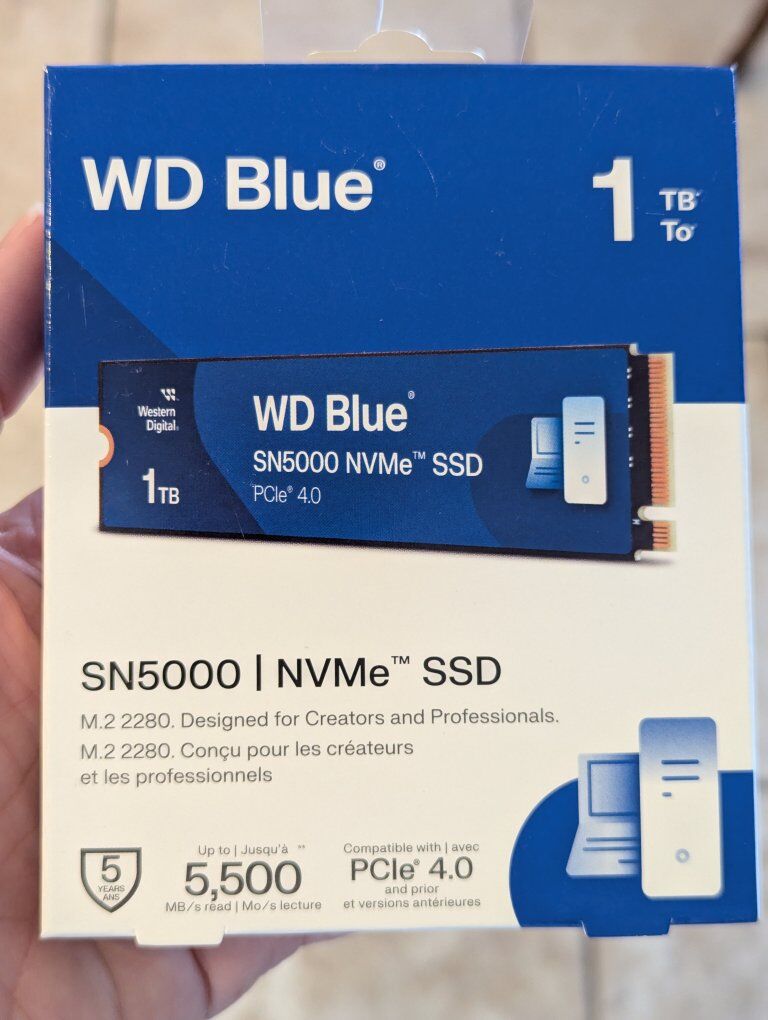 WD Blue®
1 TB*
To*
Western
Digital®
1TB
WD Blue®
SN5000 NVMe™ SSD
PCIe® 4.0
SN5000 | NVMe™ SSD
M.2 2280. Designed for Creators and Professionals.
M.2 2280. Conçu pour les créateurs
et les professionnels
5
YEARS
ANS
Up to | Jusqu'à **
5,500
MB/s read | Mo/s lecture
Compatible with | avec
PCIe® 4.0
and prior
et versions antérieures